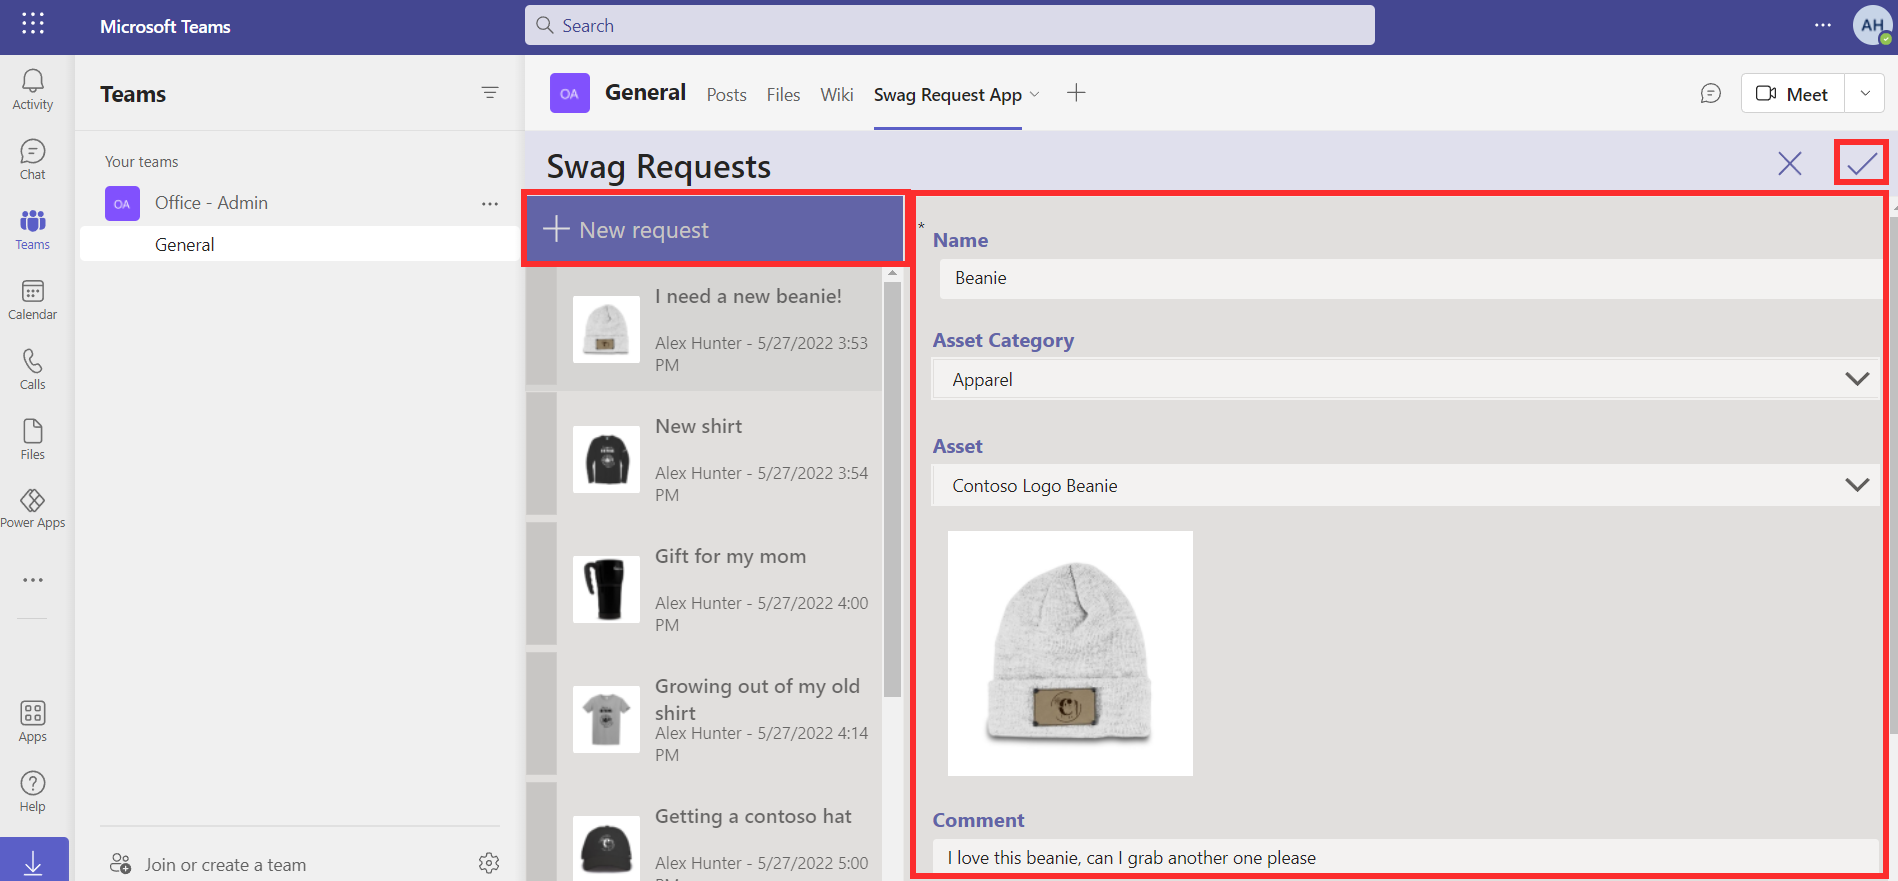 Microsoft Teams
Search
AH
Activity
Chat
Teams
Calendar
Calls
Files
Power Apps
Apps
Help
Teams
Your teams
OA
Office - Admin
General
Join or create a team
OA
General
Posts
Files
Wiki
Swag Request App
Meet
Swag Requests
New request
I need a new beanie!
Alex Hunter - 5/27/2022 3:53
PM
New shirt
Alex Hunter - 5/27/2022 3:54
PM
Gift for my mom
Alex Hunter - 5/27/2022 4:00
PM
Growing out of my old
shirt
Alex Hunter - 5/27/2022 4:14
PM
Getting a contoso hat
Alex Hunter - 5/27/2022 5:00
* Name
Beanie
Asset Category
Apparel
Asset
Contoso Logo Beanie
C
Comment
I love this beanie, can I grab another one please